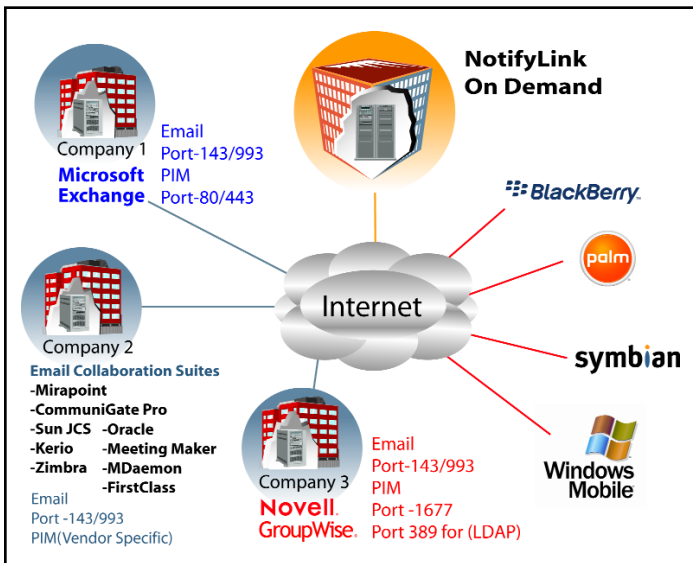 NotifyLink
On Demand
Company 1
Microsoft
Exchange
Email
Port-143/993
PIM
Port-80/443
BlackBerry™
palm
Internet
symbian
Windows
Mobile®
Company 2
Email Collaboration Suites
-Mirapoint
-CommuniGate Pro
-Sun JCS -Oracle
-Kerio -Meeting Maker
-Zimbra -MDaemon
-FirstClass
Email
Port -143/993
PIM(Vendor Specific)
Company 3
Novell®
GroupWise®
Email
Port-143/993
PIM
Port -1677
Port 389 for (LDAP)